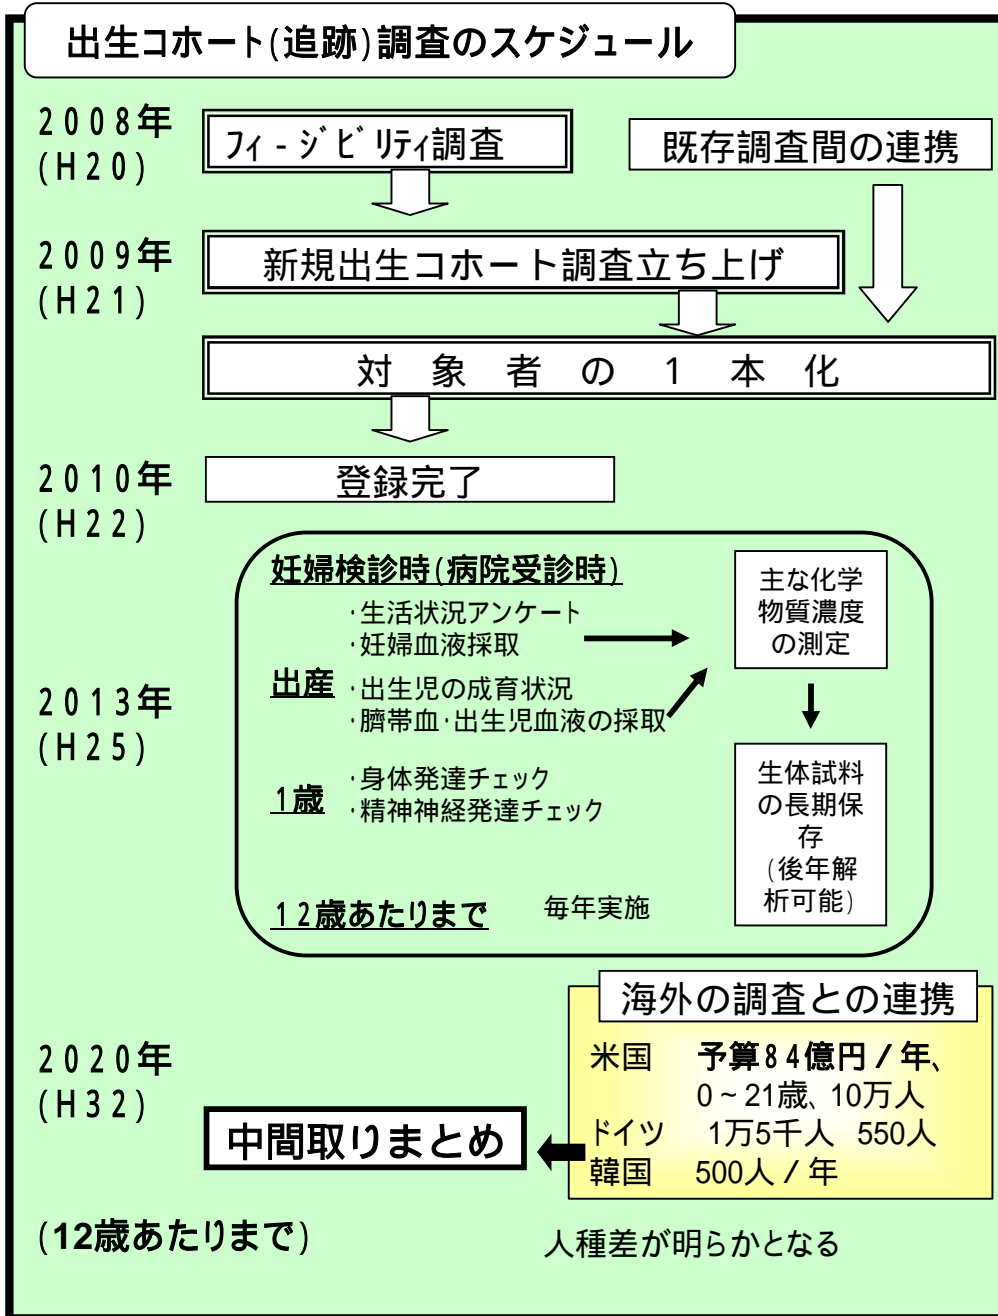 出生コホート(追跡)調査のスケジュール
2008年
(H20)
フィ-ジビリティ調査
既存調査間の連携
2009年
(H21)
新規出生コホート調査立ち上げ
対象者の1本化
2010年
(H22)
登録完了
妊婦検診時(病院受診時)
・生活状況アンケート
・妊婦血液採取
出産
・出生児の成育状況
・臍帯血・出生児血液の採取
主な化学
物質濃度
の測定
2013年
(H25)
1歳
・身体発達チェック
・精神神経発達チェック
生体試料
の長期保
存
(後年解
析可能)
12歳あたりまで 毎年実施
海外の調査との連携
2020年
(H32)
米国 予算84億円/年、
0~21歳、10万人
ドイツ 1万5千人 550人
韓国 500人/年
中間取りまとめ
(12歳あたりまで)
人種差が明らかとなる